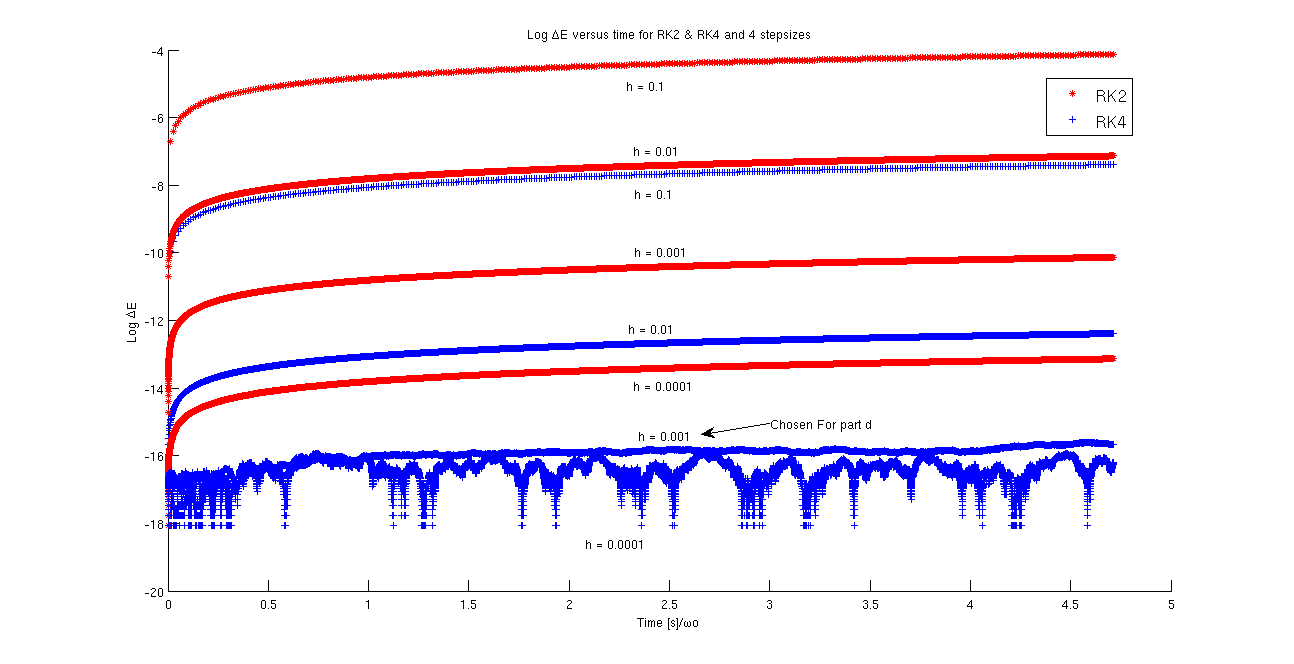 Log ΔE versus time for RK2 & RK4 and 4 stepsizes
-4
h = 0.1
RK2
RK4
-6
h = 0.01
-8
h = 0.1
-10
h = 0.001
Log ΔE
-12
h = 0.01
-14
h = 0.0001
Chosen For part d
h = 0.001
-16
-18
h = 0.0001
-20
0 0.5 1 1.5 2 2.5 3 3.5 4 4.5 5
Time [s]/ωo